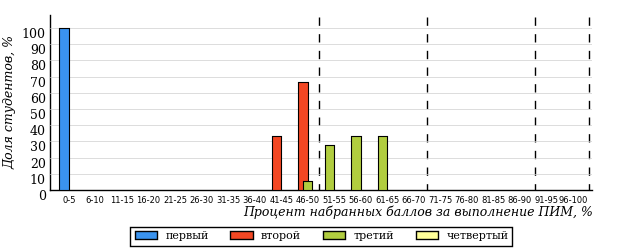 Доля студентов, %
100
90
80
70
60
50
40
30
20
10
0
0-5 6-10 11-15 16-20 21-25 26-30 31-35 36-40 41-45 46-50 51-55 56-60 61-65 66-70 71-75 76-80 81-85 86-90 91-95 96-100
Процент набранных баллов за выполнение ПИМ, %
первый второй третий четвертый